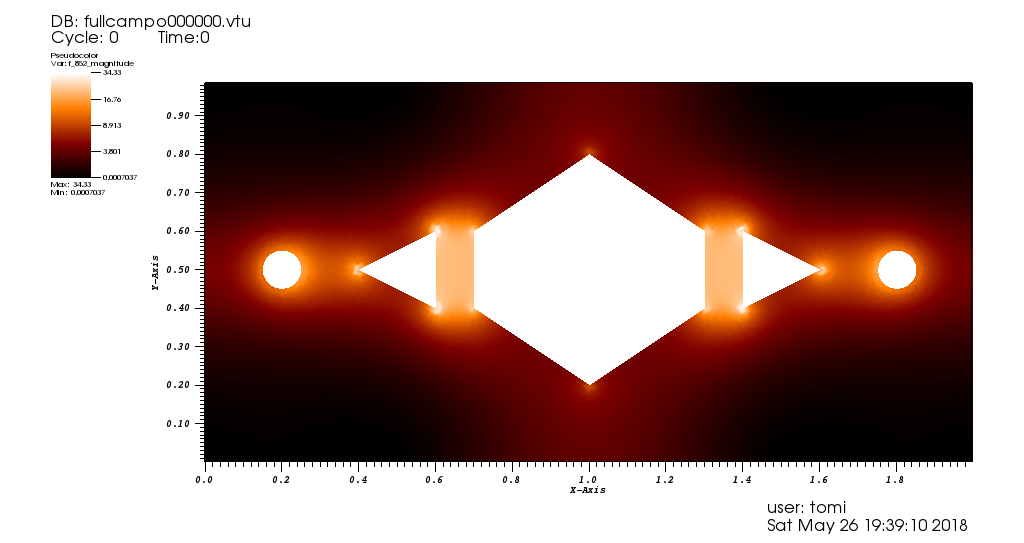 DB: fullcampo000000.vtu
Cycle: 0 Time:0
Pseudocolor
Var: f_862_magnitude
34.33
16.76
8.913
3.801
0.0007037
Max: 34.33
Min: 0.0007037
0.90
0.80
0.70
0.60
0.50
0.40
0.30
0.20
0.10
Y-Axis
0.0 0.2 0.4 0.6 0.8 1.0 1.2 1.4 1.6 1.8
X-Axis
user: tomi
Sat May 26 19:39:10 2018